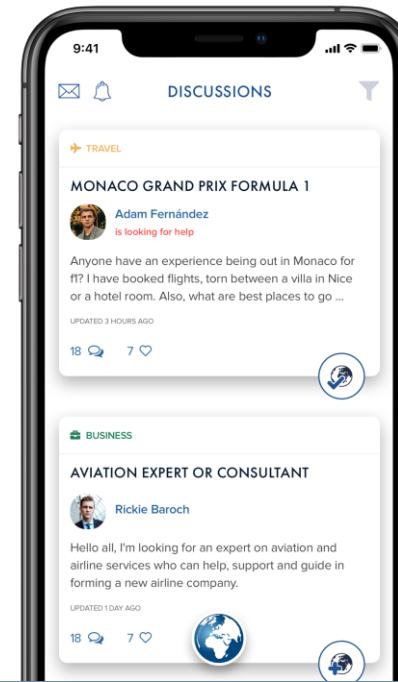 9:41
DISCUSSIONS
TRAVEL
MONACO GRAND PRIX FORMULA 1
Adam Fernández
is looking for help
Anyone have an experience being out in Monaco for
f1? I have booked flights, torn between a villa in Nice
or a hotel room. Also, what are best places to go ...
UPDATED 3 HOURS AGO
18 7
BUSINESS
AVIATION EXPERT OR CONSULTANT
Rickie Baroch
Hello all, I'm looking for an expert on aviation and
airline services who can help, support and guide in
forming a new airline company.
UPDATED 1 DAY AGO
18 7